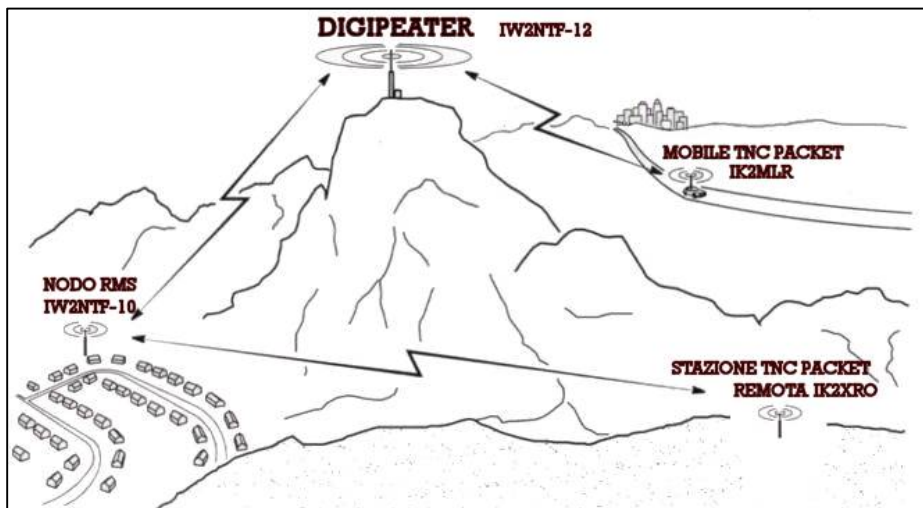 DIGIPEATER IW2NTF-12
MOBILE TNC PACKET
IK2MLR
NODO RMS
IW2NTF-10
STAZIONE TNC PACKET
REMOTA IK2XRO